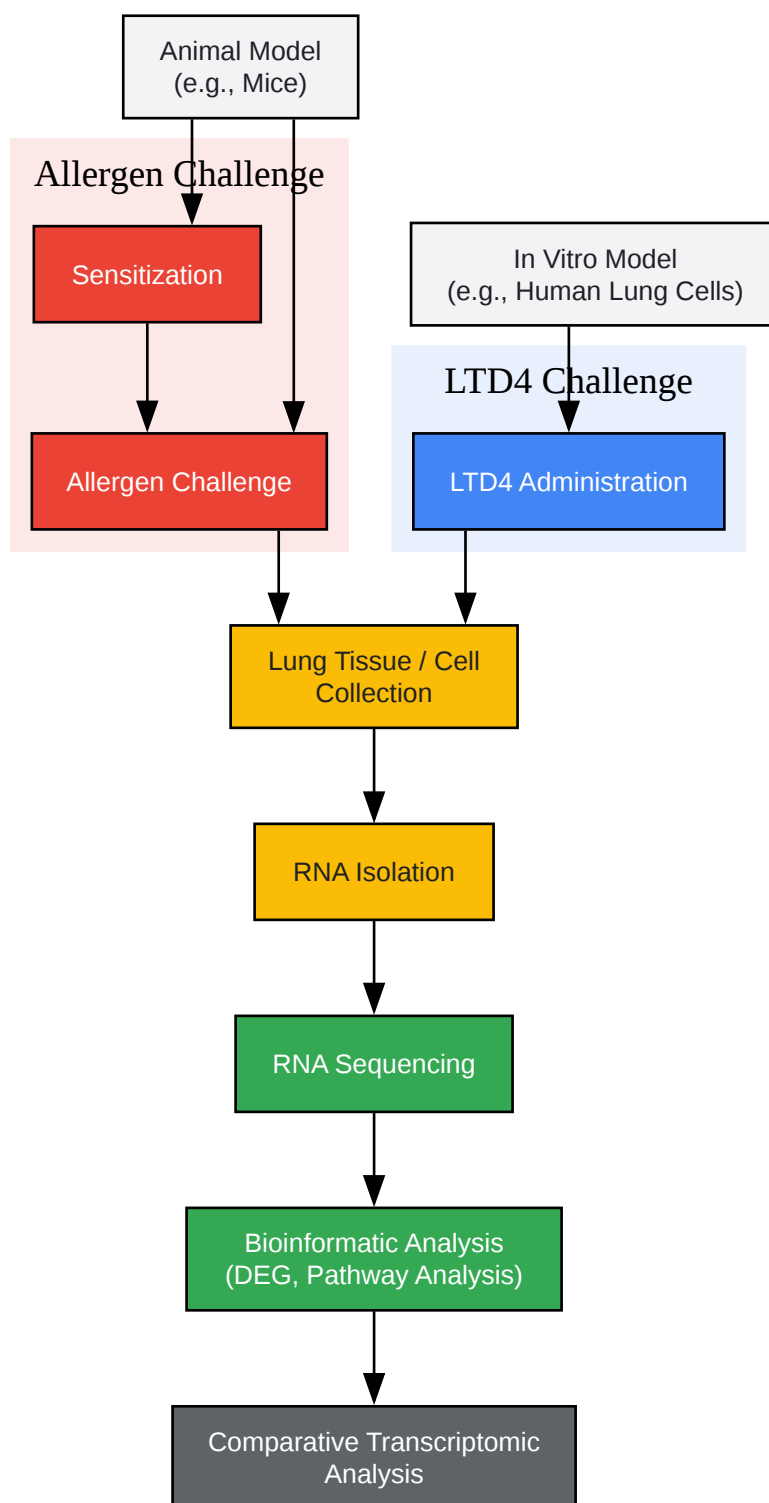 Animal Model
(e.g., Mice)
Allergen Challenge
Sensitization
In Vitro Model
(e.g., Human Lung Cells)
LTD4 Challenge
Allergen Challenge
LTD4 Administration
Lung Tissue / Cell
Collection
RNA Isolation
RNA Sequencing
Bioinformatic Analysis
(DEG, Pathway Analysis)
Comparative Transcriptomic
Analysis